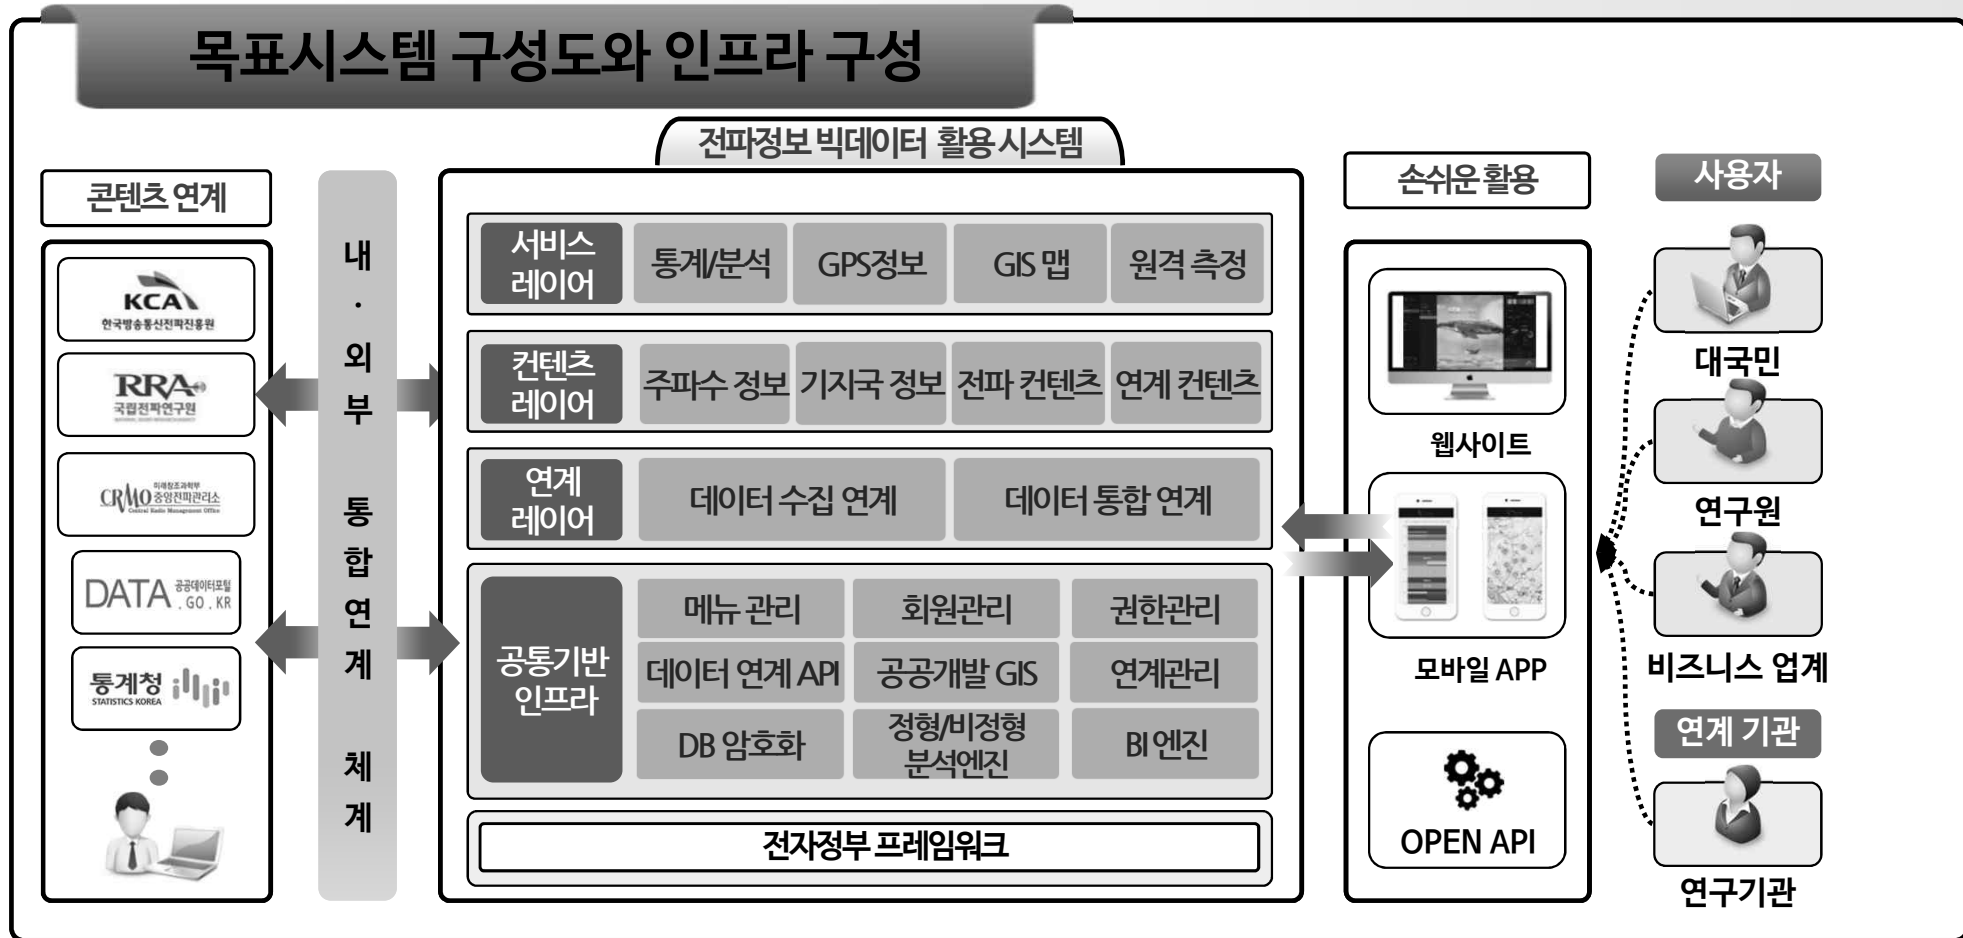 목표시스템 구성도와 인프라 구성
전파정보 빅데이터 활용 시스템
콘텐츠 연계
KCA
한국방송통신전파진흥원
RRA
국립전파연구원
미래창조과학부
CRMO 중앙전파관리소
Central Radio Management Office
DATA 공공데이터포털
. GO . KR
통계청
STATISTICS KOREA
내 · 외 부 통 합 연 계 체 계
서비스
레이어
통계/분석
GPS정보
GIS 맵
원격 측정
컨텐츠
레이어
주파수 정보
기지국 정보
전파 컨텐츠
연계 컨텐츠
연계
레이어
데이터 수집 연계
데이터 통합 연계
공통기반
인프라
메뉴 관리
회원관리
권한관리
데이터 연계 API
공공개발 GIS
연계관리
DB 암호화
정형/비정형
분석엔진
BI 엔진
전자정부 프레임워크
손쉬운 활용
웹사이트
모바일 APP
OPEN API
사용자
대국민
연구원
비즈니스 업계
연계 기관
연구기관